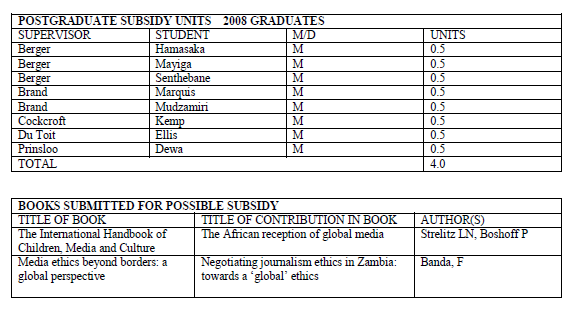 POSTGRADUATE SUBSIDY UNITS 2008 GRADUATES
SUPERVISOR STUDENT M/D UNITS
Berger Hamasaka M 0.5
Berger Mayiga M 0.5
Berger Senthebane M 0.5
Brand Marquis M 0.5
Brand Mudzamiri M 0.5
Cockcroft Kemp M 0.5
Du Toit Ellis M 0.5
Prinsloo Dewa M 0.5
TOTAL 4.0
BOOKS SUBMITTED FOR POSSIBLE SUBSIDY
TITLE OF BOOK TITLE OF CONTRIBUTION IN BOOK AUTHOR(S)
The International Handbook of The African reception of global media Strelitz LN, Boshoff P
Children, Media and Culture
Media ethics beyond borders: a Negotiating journalism ethics in Zambia: Banda, F
global perspective towards a ‘global’ ethics